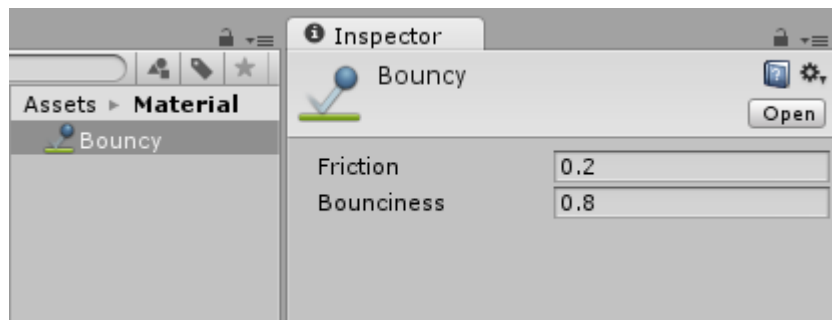 Inspector
Assets ▸ Material
Bouncy
Bouncy
Open
Friction 0.2
Bounciness 0.8